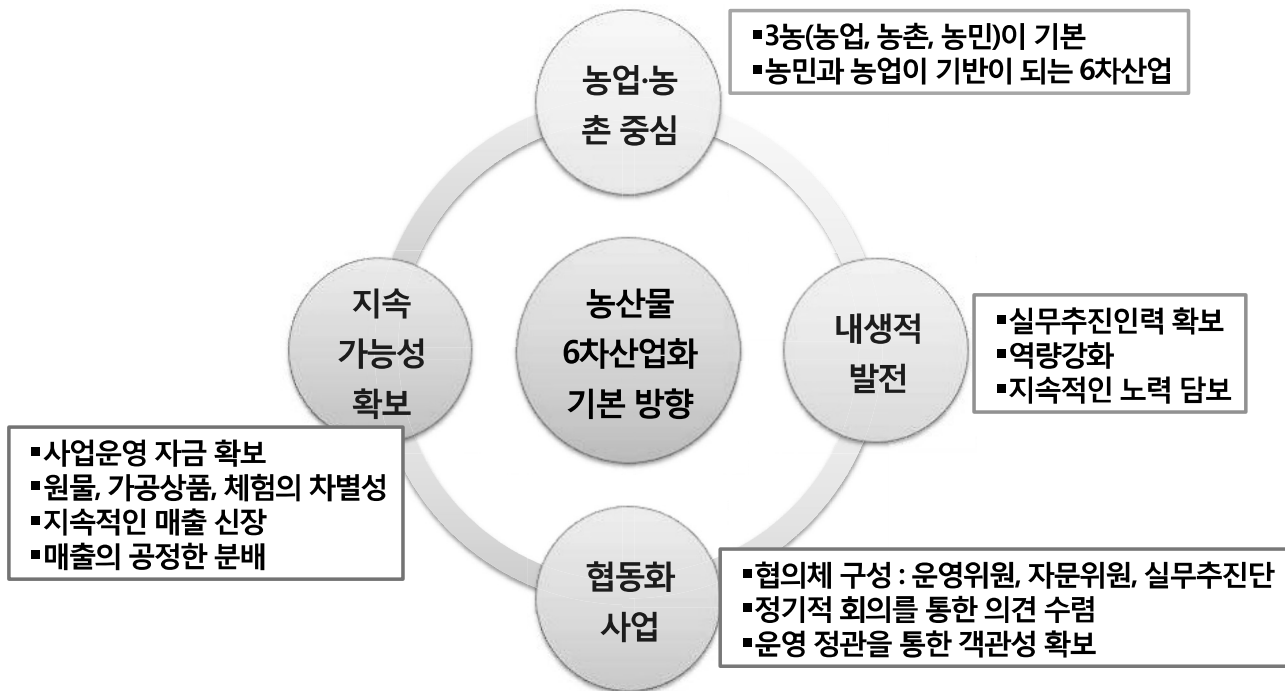 농업·농
촌 중심
▪3농(농업, 농촌, 농민)이 기본
▪농민과 농업이 기반이 되는 6차산업
농산물
6차산업화
기본 방향
내생적
발전
▪실무추진인력 확보
▪역량강화
▪지속적인 노력 담보
협동화
사업
▪협의체 구성 : 운영위원, 자문위원, 실무추진단
▪정기적 회의를 통한 의견 수렴
▪운영 정관을 통한 객관성 확보
지속
가능성
확보
▪사업운영 자금 확보
▪원물, 가공상품, 체험의 차별성
▪지속적인 매출 신장
▪매출의 공정한 분배